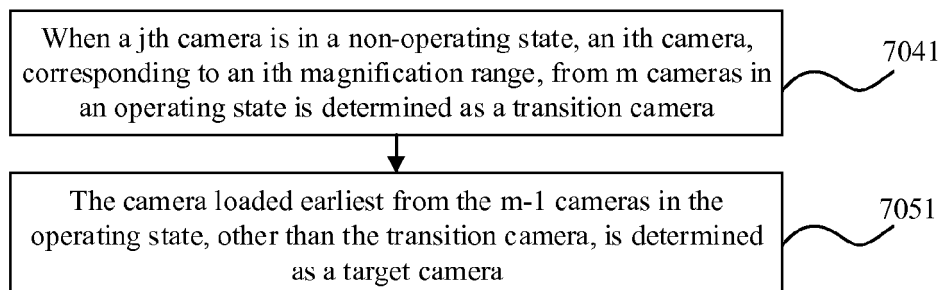 When a jth camera is in a non-operating state, an ith camera,
corresponding to an ith magnification range, from m cameras in
an operating state is determined as a transition camera
7041
The camera loaded earliest from the m-1 cameras in the
operating state, other than the transition camera, is determined
as a target camera
7051